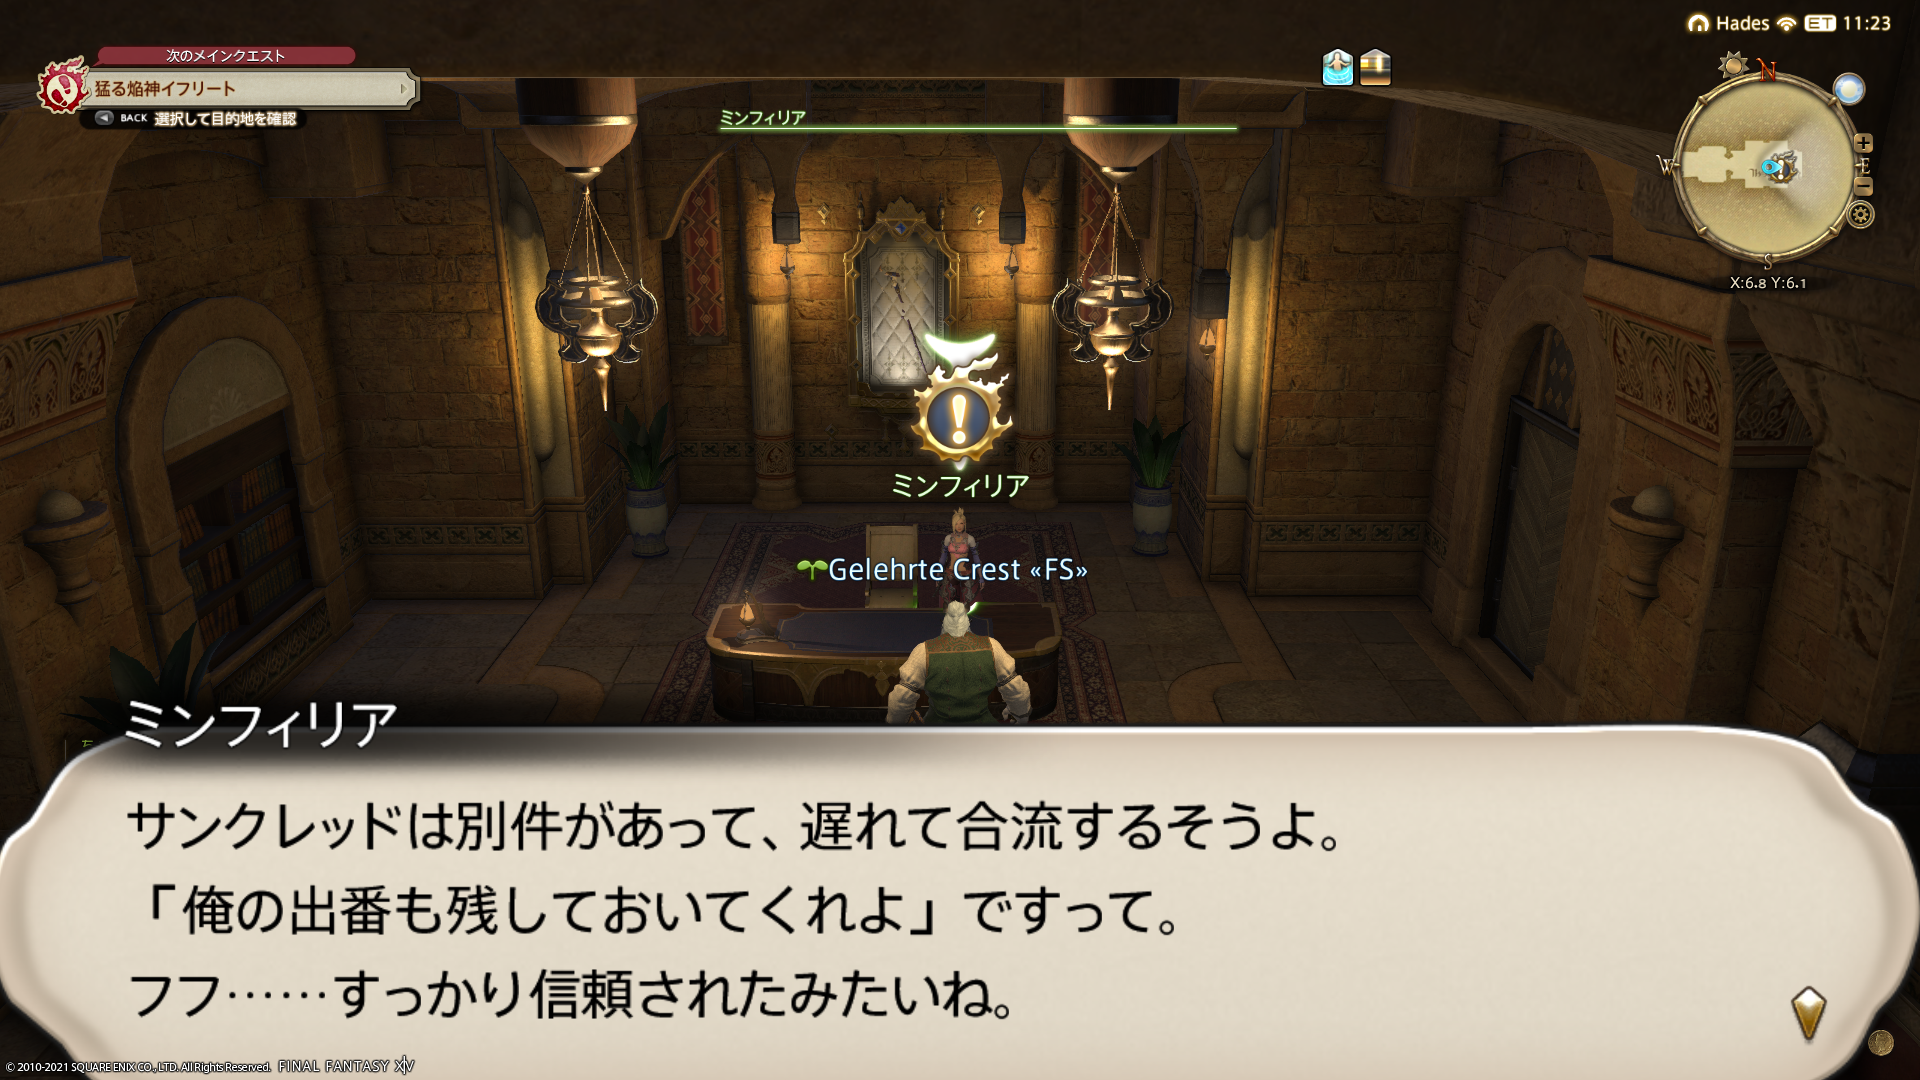 Hades ET 11:23
次のメインクエスト
猛る焔神イフリート
BACK 選択して目的地を確認
ミンフィリア
N
W
E
S
X:6.8 Y:6.1
ミンフィリア
Gelehrte Crest «FS»
ミンフィリア
サンクレッドは別件があって、遅れて合流するそうよ。
「俺の出番も残しておいてくれよ」ですって。
フフ……すっかり信頼されたみたいね。
© 2010-2021 SQUARE ENIX CO., LTD. All Rights Reserved. FINAL FANTASY XIV